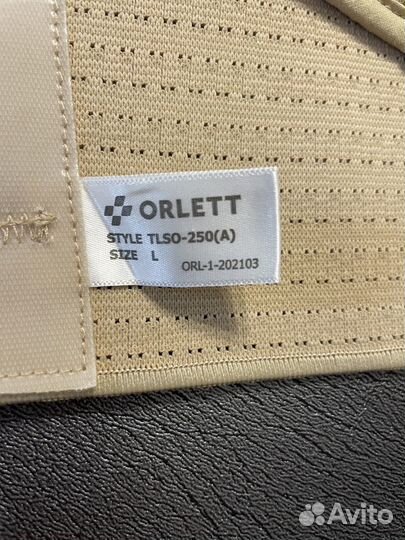 ORLETT
STYLE TLSO-250(A)
SIZE L
ORL-1-202103
Avito